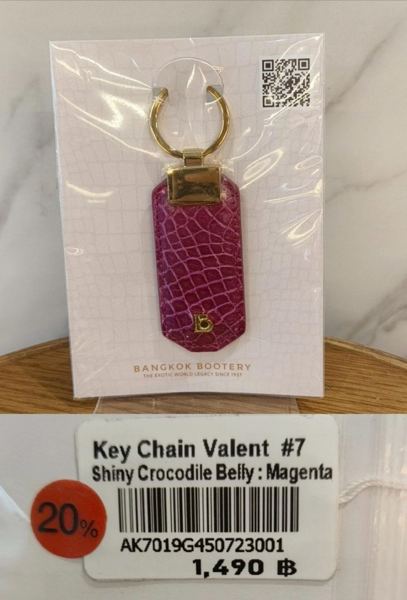 B
BANGKOK BOOTERY
THE EXOTIC WORLD LEGACY SINCE 1937
Key Chain Valent #7
Shiny Crocodile Belly : Magenta
20%
AK7019G450723001
1,490 ฿